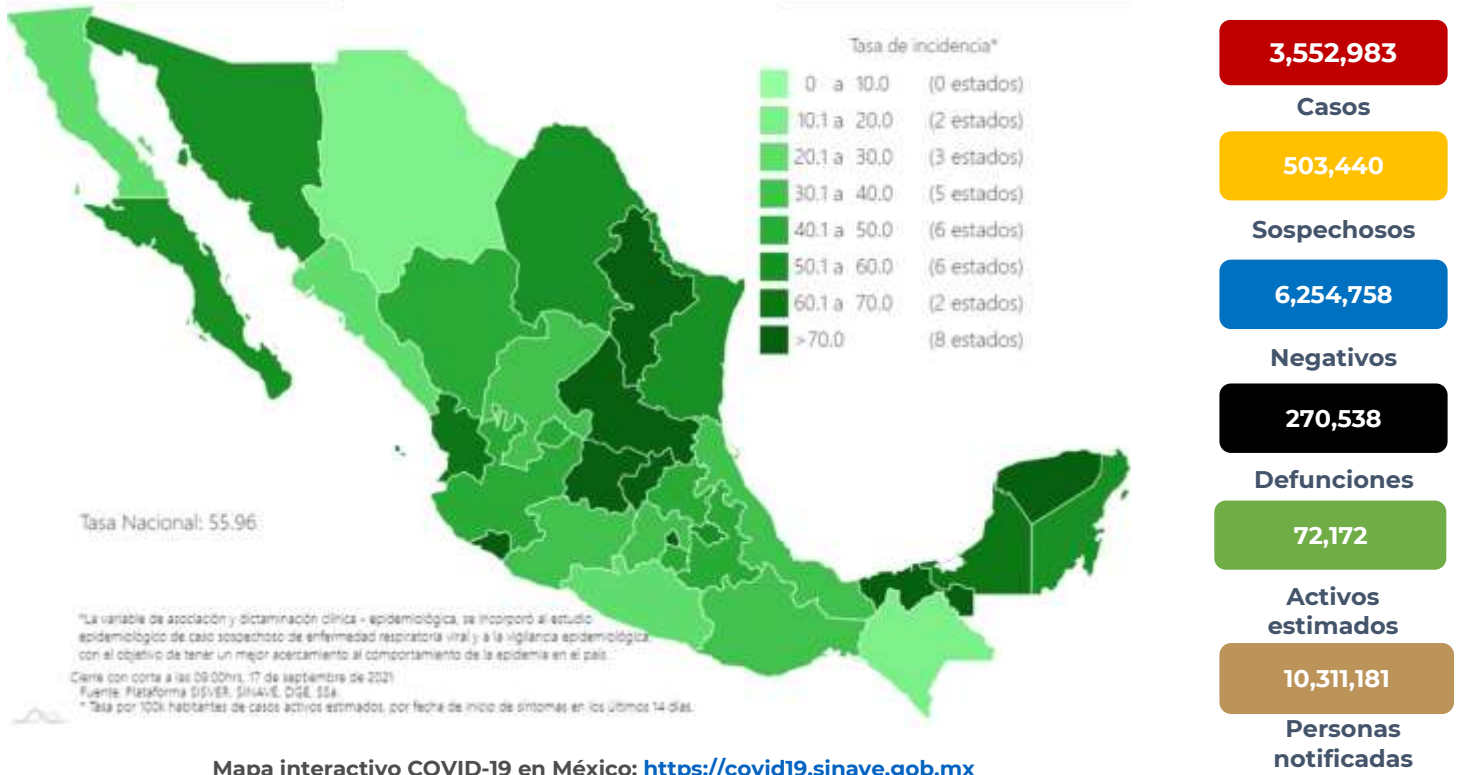 Tasa de incidencia*
0 a 10.0 (0 estados)
10.1 a 20.0 (2 estados)
20.1 a 30.0 (3 estados)
30.1 a 40.0 (5 estados)
40.1 a 50.0 (6 estados)
50.1 a 60.0 (6 estados)
60.1 a 70.0 (2 estados)
>70.0 (8 estados)
Tasa Nacional: 55.96
*La variable de asociación y dictaminación clínica - epidemiológica, se incorporó al estudio
epidemiológico de caso sospechoso de enfermedad respiratoria viral y a la vigilancia epidemiológica
con el objetivo de tener un mejor acercamiento al comportamiento de la epidemia en el país.
Cierre con corte a las 09:00hrs, 17 de septiembre de 2021
Fuente: Plataforma SISVER, SINAVE, DGE, SSa.
* Tasa por 100k habitantes de casos activos estimados, por fecha de inicio de síntomas en los últimos 14 días.
Mapa interactivo COVID-19 en México: https://covid19.sinave.gob.mx
3,552,983
Casos
503,440
Sospechosos
6,254,758
Negativos
270,538
Defunciones
72,172
Activos
estimados
10,311,181
Personas
notificadas